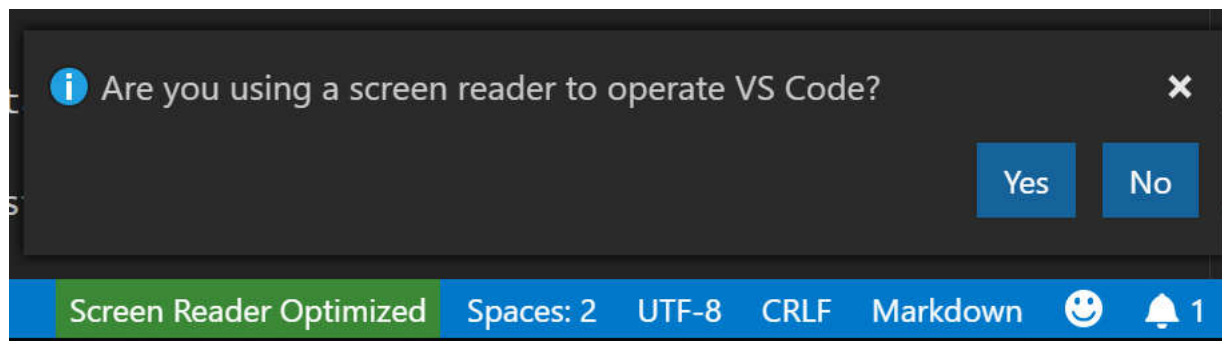 Are you using a screen reader to operate VS Code?
Yes No
Screen Reader Optimized Spaces: 2 UTF-8 CRLF Markdown 1